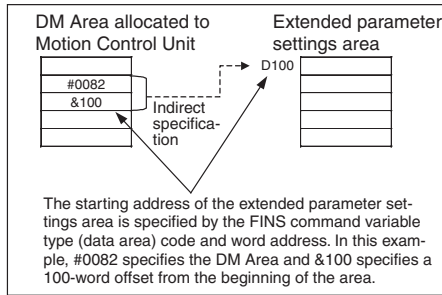 DM Area allocated to
Motion Control Unit
Extended parameter
settings area
D100
#0082
&100
Indirect
specifica-
tion
The starting address of the extended parameter set-
tings area is specified by the FINS command variable
type (data area) code and word address. In this exam-
ple, #0082 specifies the DM Area and &100 specifies a
100-word offset from the beginning of the area.